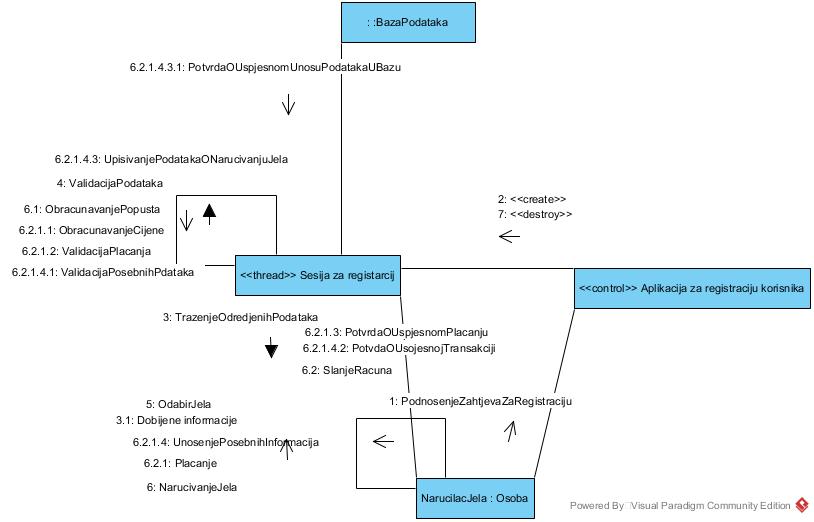 : :BazaPodataka
6.2.1.4.3.1: PotvrdaOUspjesnomUnosuPodatakaUBazu
6.2.1.4.3: UpisivanjePodatakaONarucivanjuJela
4: ValidacijaPodataka
6.1: ObracunavanjePopusta
6.2.1.1: ObracunavanjeCijene
6.2.1.2: ValidacijaPlacanja
6.2.1.4.1: ValidacijaPosebnihPdataka
2: <<create>>
7: <<destroy>>
<<thread>> Sesija za registarcij
<<control>> Aplikacija za registraciju korisnika
3: TrazenjeOdredjenihPodataka
6.2.1.3: PotvrdaOUspjesnomPlacanju
6.2.1.4.2: PotvdaOUsojesnojTransakciji
6.2: SlanjeRacuna
1: PodnosenjeZahtjevaZaRegistraciju
5: OdabirJela
3.1: Dobijene informacije
6.2.1.4: UnosenjePosebnihInformacija
6.2.1: Placanje
6: NarucivanjeJela
NarucilacJela : Osoba
Powered By Visual Paradigm Community Edition